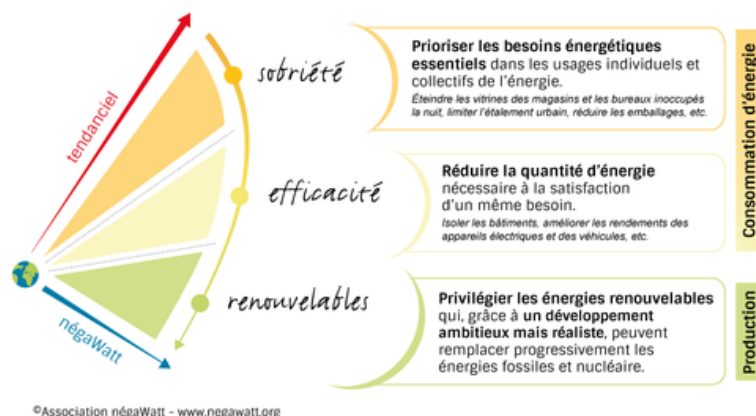 tendanciel
négaWatt
sobriété
Prioriser les besoins énergétiques
essentiels dans les usages individuels et
collectifs de l'énergie.
Éteindre les vitrines des magasins et les bureaux inoccupés
la nuit, limiter l'étalement urbain, réduire les emballages, etc.
efficacité
Réduire la quantité d'énergie
nécessaire à la satisfaction
d'un même besoin.
Isoler les bâtiments, améliorer les rendements des
appareils électriques et des véhicules, etc.
Consommation d'énergie
renouvelables
Privilégier les énergies renouvelables
qui, grâce à un développement
ambitieux mais réaliste, peuvent
remplacer progressivement les
énergies fossiles et nucléaire.
Production
©Association négaWatt - www.negawatt.org